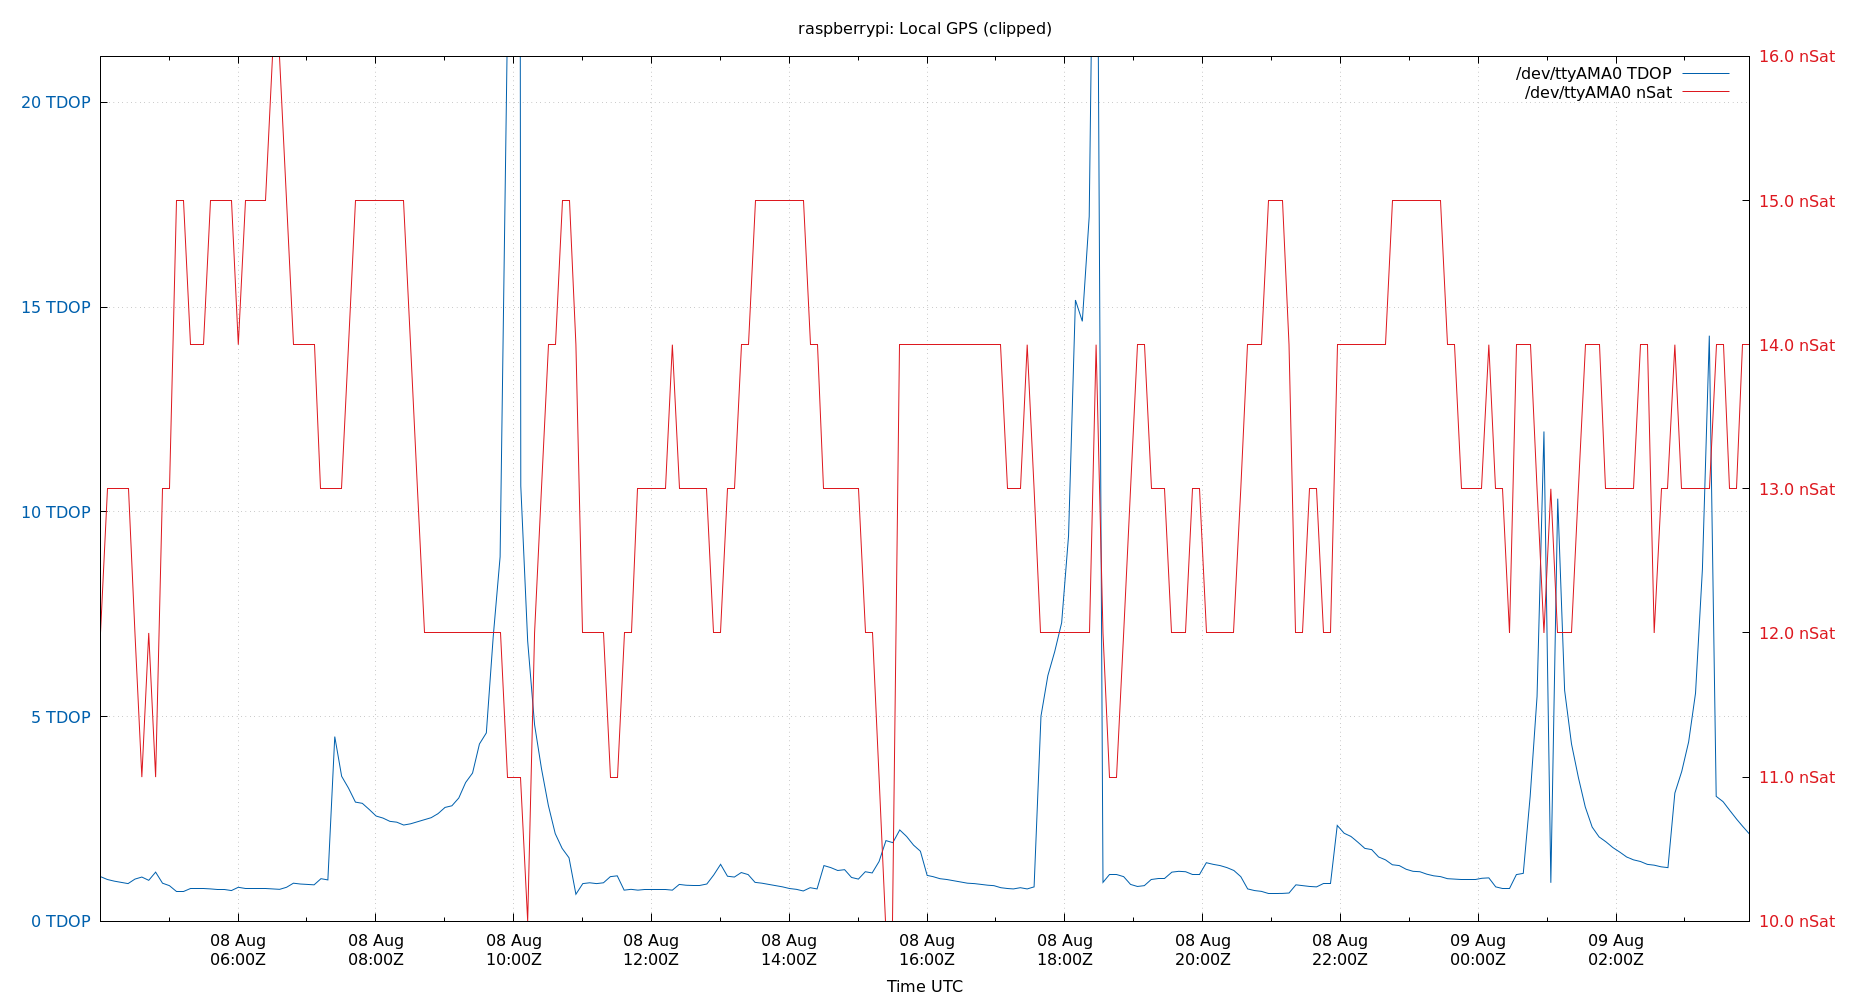 raspberrypi: Local GPS (clipped)
/dev/ttyAMA0 TDOP
/dev/ttyAMA0 nSat
20 TDOP
15 TDOP
10 TDOP
5 TDOP
0 TDOP
16.0 nSat
15.0 nSat
14.0 nSat
13.0 nSat
12.0 nSat
11.0 nSat
10.0 nSat
08 Aug
06:00Z
08 Aug
08:00Z
08 Aug
10:00Z
08 Aug
12:00Z
08 Aug
14:00Z
08 Aug
16:00Z
08 Aug
18:00Z
08 Aug
20:00Z
08 Aug
22:00Z
09 Aug
00:00Z
09 Aug
02:00Z
Time UTC